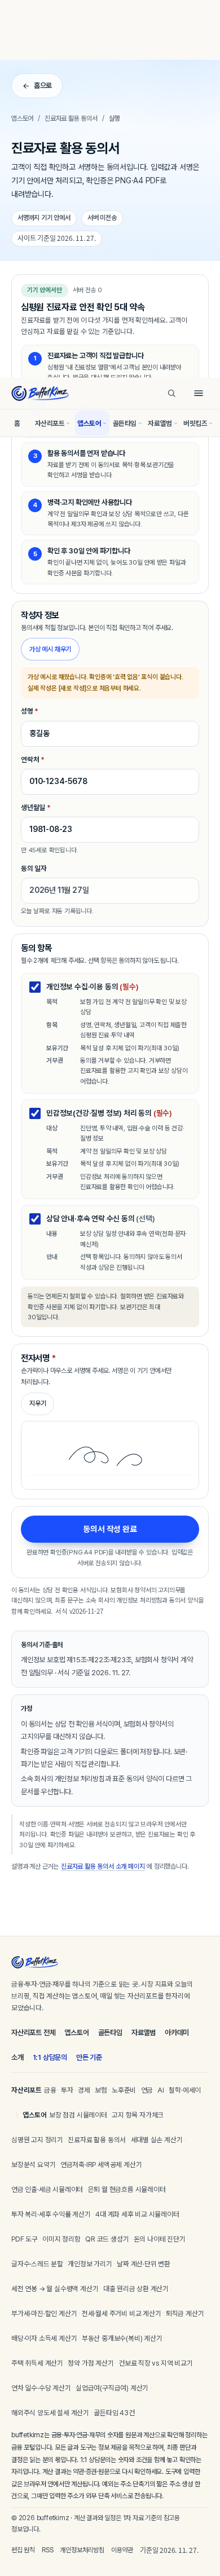 ← 홈으로
앱스토어 / 진료자료 활용 동의서 / 실행
진료자료 활용 동의서
고객이 직접 확인하고 서명하는 동의서입니다. 입력값과 서명은
기기 안에서만 처리되고, 확인증은 PNG·A4 PDF로
내려받습니다.
서명까지 기기 안에서 서버 미전송
사이트 기준일 2026. 11. 27.
기기 안에서만 서버 전송 0
심평원 진료자료 안전 확인 5대 약속
진료자료를 받기 전에 이 다섯 가지를 먼저 확인하세요. 고객이
안심하고 자료를 맡길 수 있는 기준입니다.
1 진료자료는 고객이 직접 발급합니다
심평원 '내 진료정보 열람'에서 고객님 본인이 내려받아
BuffetKimz
홈 자산관리포트 앱스토어 골든타임 자료열범 버핏킴즈
3 활용 동의서를 먼저 받습니다
자료를 받기 전에 이 동의서로 목적·항목·보관기간을
확인하고 서명을 받습니다.
4 병력·고지 확인에만 사용합니다
계약 전 알릴의무 확인과 보상 상담 목적으로만 쓰고, 다른
목적이나 제3자 제공에 쓰지 않습니다.
5 확인 후 30일 안에 파기합니다
확인이 끝나면 지체 없이, 늦어도 30일 안에 받은 파일과
확인증 사본을 파기합니다.
작성자 정보
동의서에 적힐 정보입니다. 본인이 직접 확인하고 적어 주세요.
가상 예시 채우기
가상 예시로 채웠습니다. 확인증에 '효력 없음' 표식이 붙습니다.
실제 작성은 [새로 작성]으로 처음부터 하세요.
성명 *
홍길동
연락처 *
010-1234-5678
생년월일 *
1981-08-23
만 45세로 확인됩니다.
동의 일자
2026년 11월 27일
오늘 날짜로 자동 기록됩니다.
동의 항목
필수 2개에 체크해 주세요. 선택 항목은 동의하지 않아도 됩니다.
개인정보 수집·이용 동의 (필수)
목적 보험 가입 전 계약 전 알릴의무 확인 및 보상
상담
항목 성명, 연락처, 생년월일, 고객이 직접 제출한
심평원 진료·투약 내역
보유기간 목적 달성 후 지체 없이 파기(최대 30일)
거부권 동의를 거부할 수 있습니다. 거부하면
진료자료를 활용한 고지 확인과 보상 상담이
어렵습니다.
민감정보(건강·질병 정보) 처리 동의 (필수)
대상 진단명, 투약 내역, 입원·수술 이력 등 건강·
질병 정보
목적 계약 전 알릴의무 확인 및 보상 상담
보유기간 목적 달성 후 지체 없이 파기(최대 30일)
거부권 민감정보 처리에 동의하지 않으면
진료자료를 활용한 확인이 어렵습니다.
상담 안내·후속 연락 수신 동의 (선택)
내용 보장 상담 일정 안내와 후속 연락(전화·문자·
메신저)
안내 선택 항목입니다. 동의하지 않아도 동의서
작성과 상담은 진행됩니다.
동의는 언제든지 철회할 수 있습니다. 철회하면 받은 진료자료와
확인증 사본을 지체 없이 파기합니다. 보관기간은 최대
30일입니다.
전자서명 *
손가락이나 마우스로 서명해 주세요. 서명은 이 기기 안에서만
처리됩니다.
지우기
동의서 작성 완료
완료하면 확인증(PNG·A4 PDF)을 내려받을 수 있습니다. 입력값은
서버로 전송되지 않습니다.
이 동의서는 상담 전 확인용 서식입니다. 보험회사 청약서의 고지의무를
대신하지 않으며, 최종 문구는 소속 회사의 개인정보 처리방침과 동의서 양식을
함께 확인하세요. 서식 v2026-11-27
동의서 기준·출처
개인정보 보호법 제15조·제22조·제23조, 보험회사 청약서 계약
전 알릴의무 · 서식 기준일 2026. 11. 27.
가정
이 동의서는 상담 전 확인용 서식이며, 보험회사 청약서의
고지의무를 대신하지 않습니다.
확인증 파일은 고객 기기의 다운로드 폴더에 저장됩니다. 보관·
파기는 받은 사람이 직접 관리합니다.
소속 회사의 개인정보 처리방침과 표준 동의서 양식이 다르면 그
문서를 우선합니다.
작성한 이름·연락처와 서명은 서버로 전송되지 않고 브라우저 안에서만
처리됩니다. 확인증 파일은 내려받아 보관하고, 받은 진료자료는 확인 후
30일 안에 파기하세요.
설명과 계산 근거는 진료자료 활용 동의서 소개 페이지에 정리했습니다.
BuffetKimz
금융·투자·연금·재무를 하나의 기준으로 읽는 곳. 시장 지표와 오늘의
브리핑, 직접 계산하는 앱스토어, 매일 찾는 자산리포트를 한자리에
모았습니다.
자산리포트 전체 앱스토어 골든타임 자료열람 아카데미
소개 1:1 상담문의 만든 기준
자산리포트 금융 투자 경제 보험 노후준비 연금 AI 철학·에세이
앱스토어 보장 점검 시뮬레이터 고지 항목 자가체크
심평원 고지 정리기 진료자료 활용 동의서 세대별 실손 계산기
보장분석 요약기 연금저축·IRP 세액공제 계산기
연금 인출·세금 시뮬레이터 은퇴 월 현금흐름 시뮬레이터
투자 복리·세후 수익률 계산기 4대 계좌 세후 비교 시뮬레이터
PDF 도구 이미지 정리함 QR 코드 생성기 돈의 나이테 진단기
글자수·스레드 분할 개인정보 가리기 날짜 계산·단위 변환
세전 연봉 → 월 실수령액 계산기 대출 원리금 상환 계산기
부가세·마진·할인 계산기 전세·월세 주거비 비교 계산기 퇴직금 계산기
배당·이자 소득세 계산기 부동산 중개보수(복비) 계산기
주택 취득세 계산기 청약 가점 계산기 건보료 직장 vs 지역 비교기
연차 일수·수당 계산기 실업급여(구직급여) 계산기
해외주식 양도세 절세 계산기 골든타임 43건
buffetkimz는 금융·투자·연금·재무의 숫자를 원문과 계산으로 확인해 정리하는
금융 포털입니다. 모든 글과 도구는 정보 제공을 목적으로 하며, 최종 판단과
결정은 읽는 분의 몫입니다. 1:1 상담문의는 숫자와 조건을 함께 놓고 확인하는
자리입니다. 계산 결과는 약관·증권·원문으로 다시 확인하세요. 도구에 입력한
값은 브라우저 안에서만 계산됩니다. 예외는 주소 단축기의 짧은 주소 생성 한
건으로, 그때만 입력한 주소가 외부 단축 서비스로 전송됩니다.
© 2026 buffetkimz · 계산 결과와 일정은 1차 자료 기준의 참고용
정보입니다.
편집 원칙 RSS 개인정보처리방침 이용약관 기준일 2026. 11. 27.